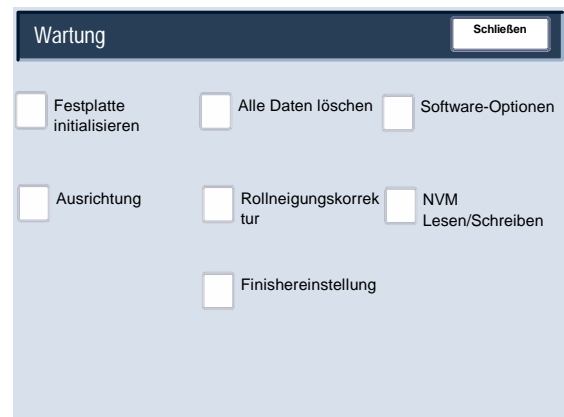 Wartung
Schließen
Festplatte
initialisieren
Alle Daten löschen
Software-Optionen
Ausrichtung
Rollneigungskorrek
tur
NVM
Lesen/Schreiben
Finishereinstellung